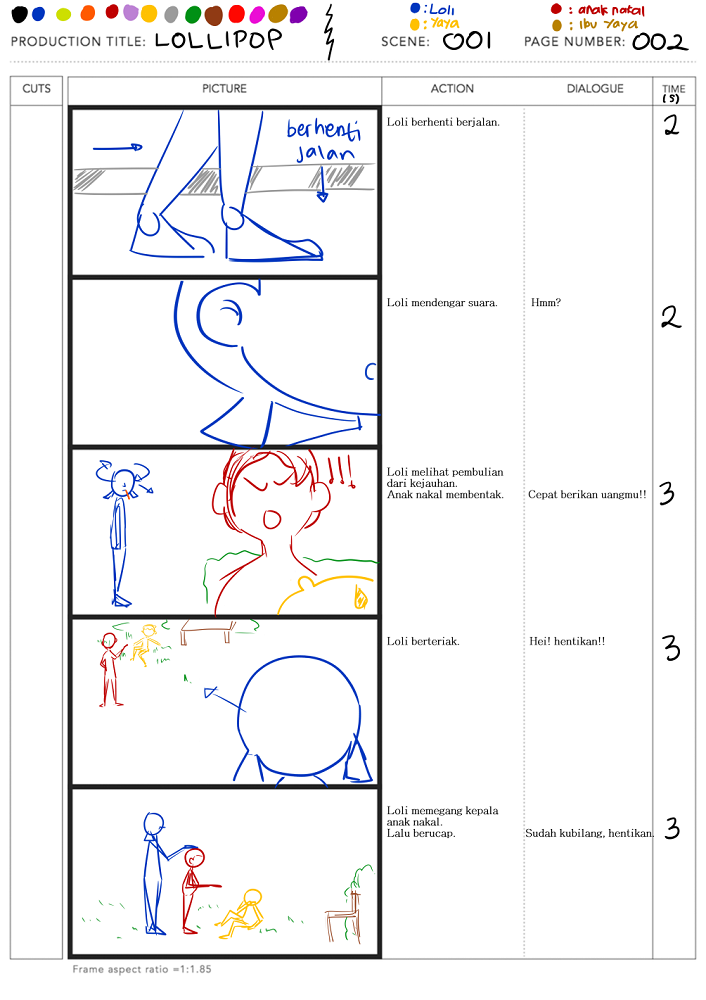 : Loli
: Yaya
: anak nakal
: Ibu Yaya
PRODUCTION TITLE: LOLLIPOP
SCENE: 001
PAGE NUMBER: 002
CUTS
PICTURE
ACTION
DIALOGUE
TIME
(S)
berhenti
jalan
Loli berhenti berjalan.
2
Loli mendengar suara.
Hmm?
2
!!!
Loli melihat pembulian
dari kejauhan.
Anak nakal membentak.
Cepat berikan uangmu!!
3
Loli berteriak.
Hei! hentikan!!
3
Loli memegang kepala
anak nakal.
Lalu berucap.
Sudah kubilang, hentikan.
3
Frame aspect ratio =1:1.85